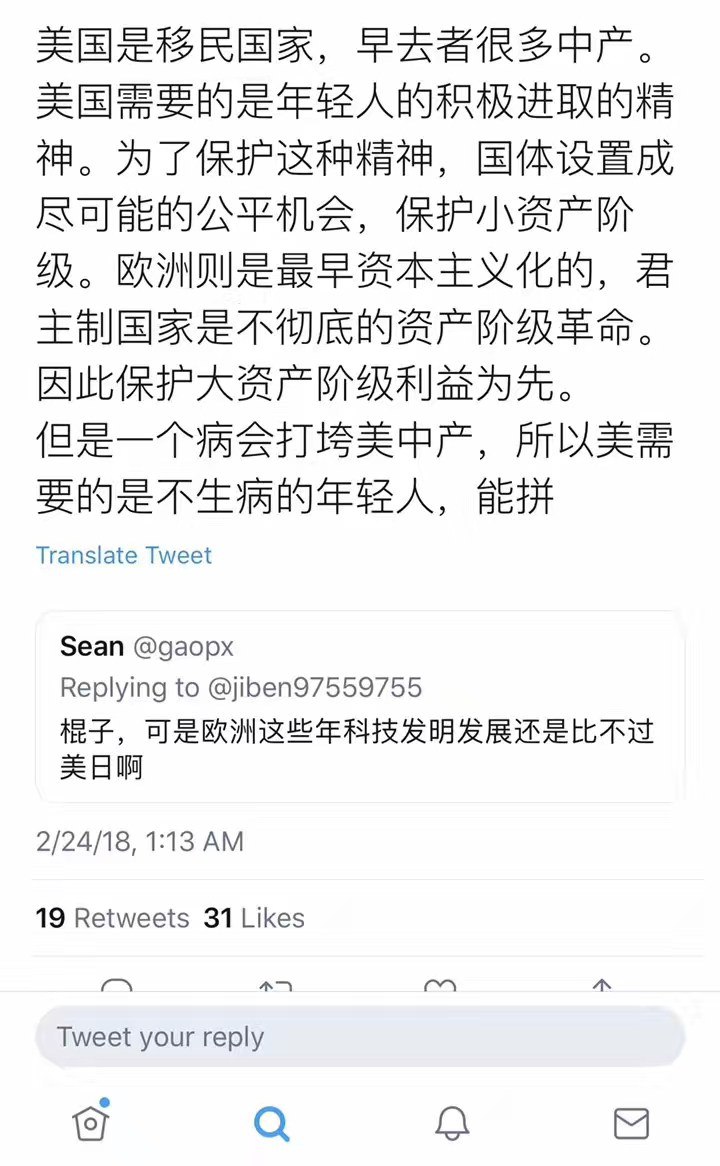 美国是移民国家，早去者很多中产。
美国需要的是年轻人的积极进取的精
神。为了保护这种精神，国体设置成
尽可能的公平机会，保护小资产阶
级。欧洲则是最早资本主义化的，君
主制国家是不彻底的资产阶级革命。
因此保护大资产阶级利益为先。
但是一个病会打垮美中产，所以美需
要的是不生病的年轻人，能拼
Translate Tweet
Sean @gaopx
Replying to @jiben97559755
棍子，可是欧洲这些年科技发明发展还是比不过
美日啊
2/24/18, 1:13 AM
19 Retweets 31 Likes
Tweet your reply